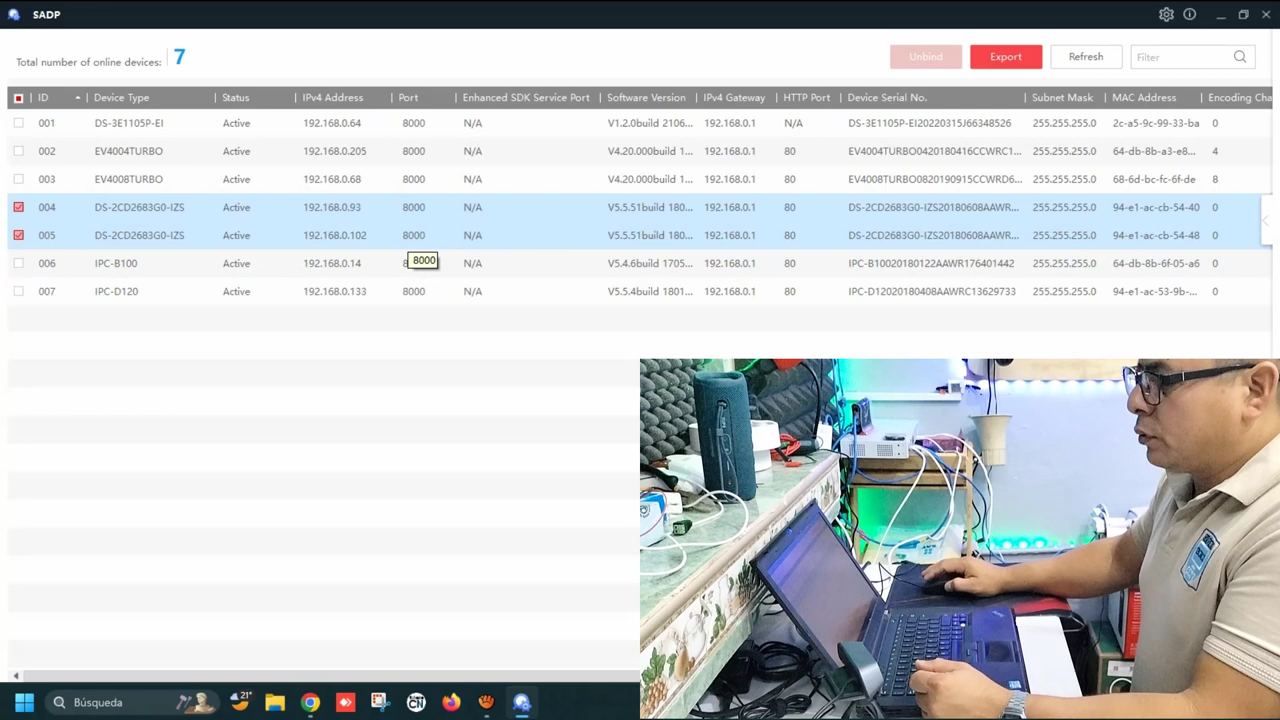 SADP
Total number of online devices: 7
Unbind Export Refresh Filter
ID Device Type Status IPv4 Address Port Enhanced SDK Service Port Software Version IPv4 Gateway HTTP Port Device Serial No. Subnet Mask MAC Address Encoding Cha
001 DS-3E1105P-EI Active 192.168.0.64 8000 N/A V1.2.0build 2106... 192.168.0.1 N/A DS-3E1105P-EI20220315J66348526 255.255.255.0 2c-a5-9c-99-33-ba 0
002 EV4004TURBO Active 192.168.0.205 8000 N/A V4.20.000build 1... 192.168.0.1 80 EV4004TURBO0420180416CCWRC1... 255.255.255.0 64-db-8b-a3-e8... 4
003 EV4008TURBO Active 192.168.0.68 8000 N/A V4.20.000build 1... 192.168.0.1 80 EV4008TURBO0820190915CCWRD6... 255.255.255.0 68-6d-bc-fc-6f-de 8
004 DS-2CD2683G0-IZS Active 192.168.0.93 8000 N/A V5.5.51build 180... 192.168.0.1 80 DS-2CD2683G0-IZS20180608AAWR... 255.255.255.0 94-e1-ac-cb-54-40 0
005 DS-2CD2683G0-IZS Active 192.168.0.102 8000 N/A V5.5.51build 180... 192.168.0.1 80 DS-2CD2683G0-IZS20180608AAWR... 255.255.255.0 94-e1-ac-cb-54-48 0
006 IPC-B100 Active 192.168.0.14 8000 N/A V5.4.6build 1705... 192.168.0.1 80 IPC-B10020180122AAWR176401442 255.255.255.0 64-db-8b-6f-05-a6 0
007 IPC-D120 Active 192.168.0.133 8000 N/A V5.5.4build 1801... 192.168.0.1 80 IPC-D12020180408AAWRC13629733 255.255.255.0 94-e1-ac-53-9b-... 0
Búsqueda 21°